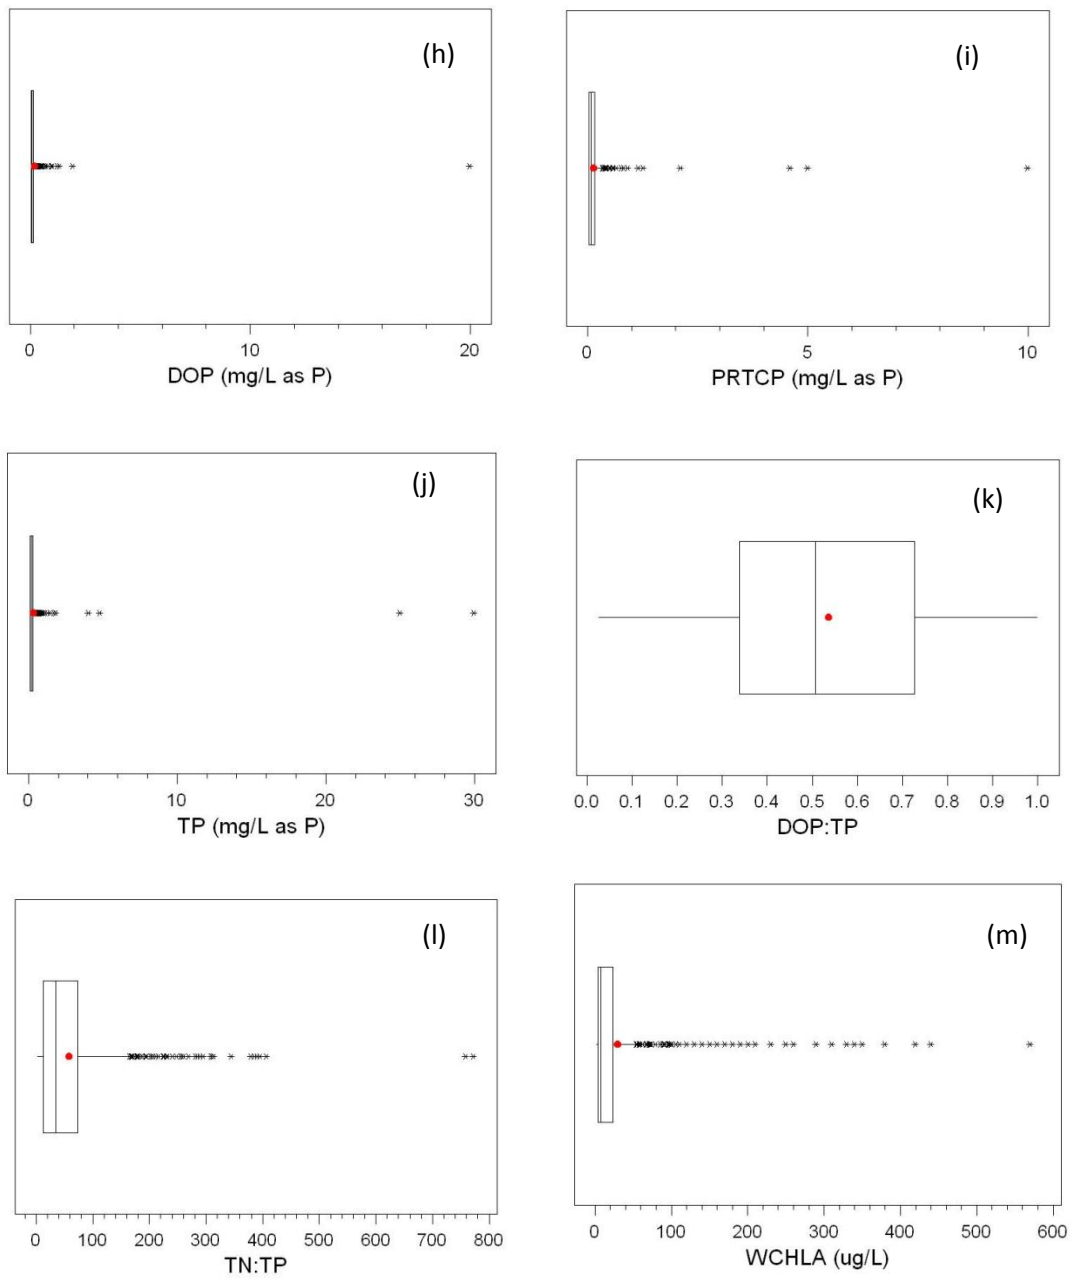 (h)
0 10 20
DOP (mg/L as P)
(i)
0 5 10
PRTCP (mg/L as P)
(j)
0 10 20 30
TP (mg/L as P)
(k)
0.0 0.1 0.2 0.3 0.4 0.5 0.6 0.7 0.8 0.9 1.0
DOP:TP
(l)
0 100 200 300 400 500 600 700 800
TN:TP
(m)
0 100 200 300 400 500 600
WCHLA (ug/L)